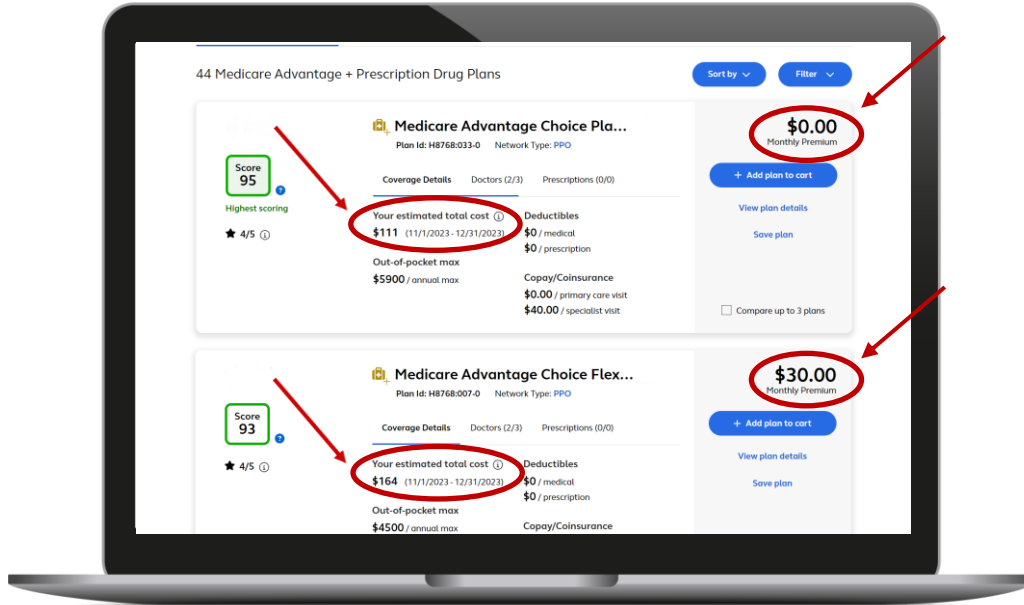 44 Medicare Advantage + Prescription Drug Plans
Sort by
Filter
Medicare Advantage Choice Pla...
Plan Id: H8768:033-0 Network Type: PPO
Score
95
?
Highest scoring
4/5 i
Coverage Details Doctors (2/3) Prescriptions (0/0)
Your estimated total cost i
$111 (11/1/2023 - 12/31/2023)
Out-of-pocket max
$5900 / annual max
Deductibles
$0 / medical
$0 / prescription
Copay/Coinsurance
$0.00 / primary care visit
$40.00 / specialist visit
$0.00
Monthly Premium
+ Add plan to cart
View plan details
Save plan
Compare up to 3 plans
Medicare Advantage Choice Flex...
Plan Id: H8768:007-0 Network Type: PPO
Score
93
?
4/5 i
Coverage Details Doctors (2/3) Prescriptions (0/0)
Your estimated total cost i
$164 (11/1/2023 - 12/31/2023)
Out-of-pocket max
$4500 / annual max
Deductibles
$0 / medical
$0 / prescription
Copay/Coinsurance
$30.00
Monthly Premium
+ Add plan to cart
View plan details
Save plan